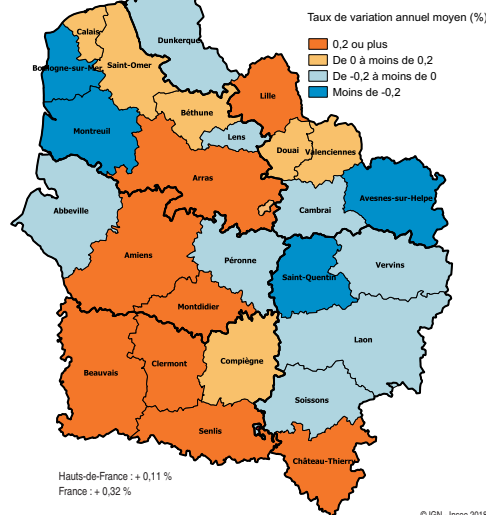 Taux de variation annuel moyen (%)
0,2 ou plus
De 0 à moins de 0,2
De -0,2 à moins de 0
Moins de -0,2
Calais
Dunkerque
Boulogne-sur-Mer
Saint-Omer
Lille
Béthune
Montreuil
Lens
Douai
Valenciennes
Arras
Avesnes-sur-Helpe
Abbeville
Cambrai
Amiens
Péronne
Vervins
Saint-Quentin
Montdidier
Laon
Beauvais
Clermont
Compiègne
Soissons
Senlis
Château-Thierry
Hauts-de-France : + 0,11 %
France : + 0,32 %
© IGN - Insee 2018